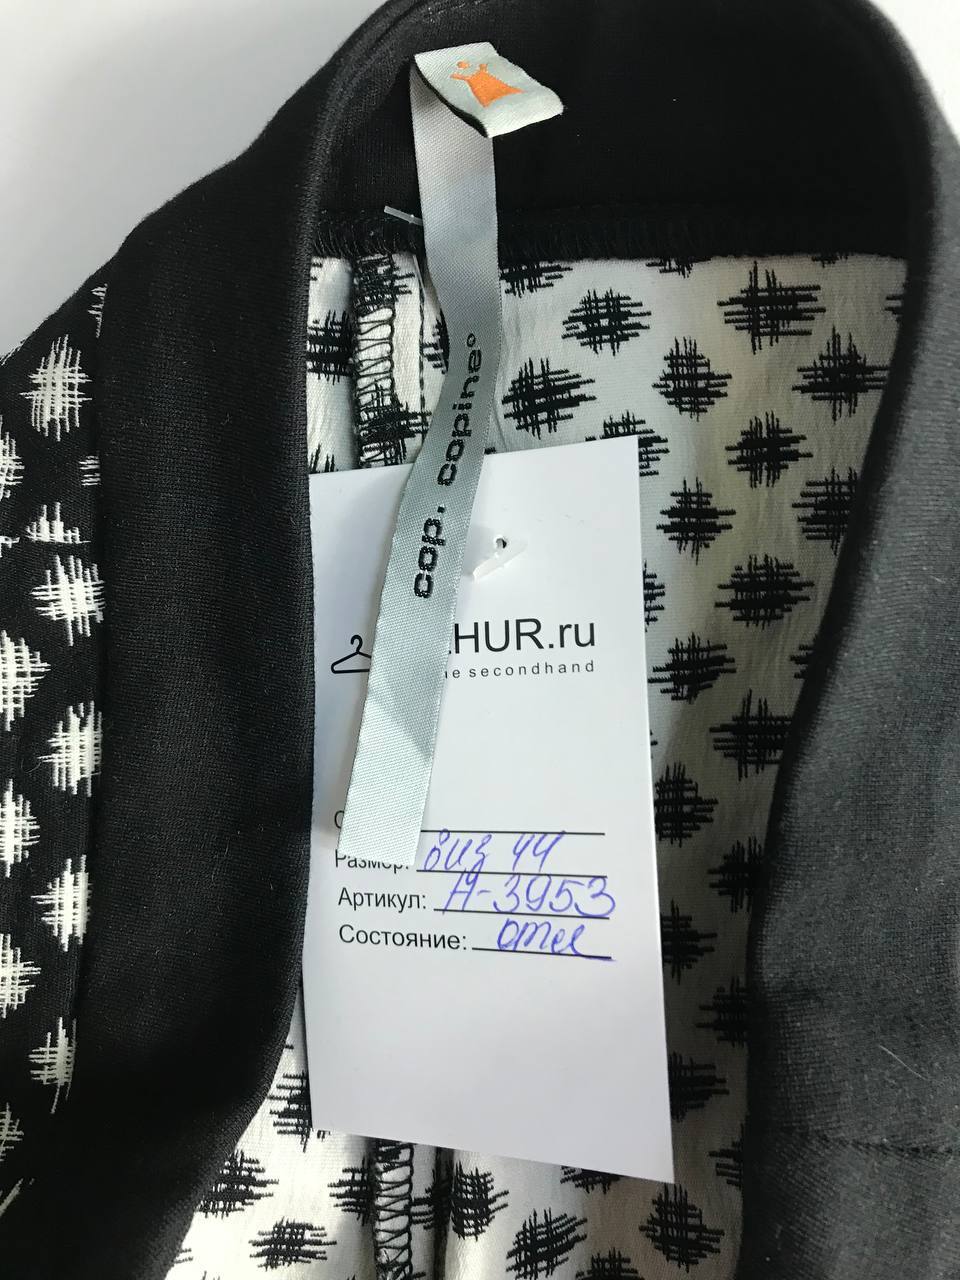 cop. copine
HUR.ru
secondhand
Размер: виз 44
Артикул: H-3953
Состояние: отл